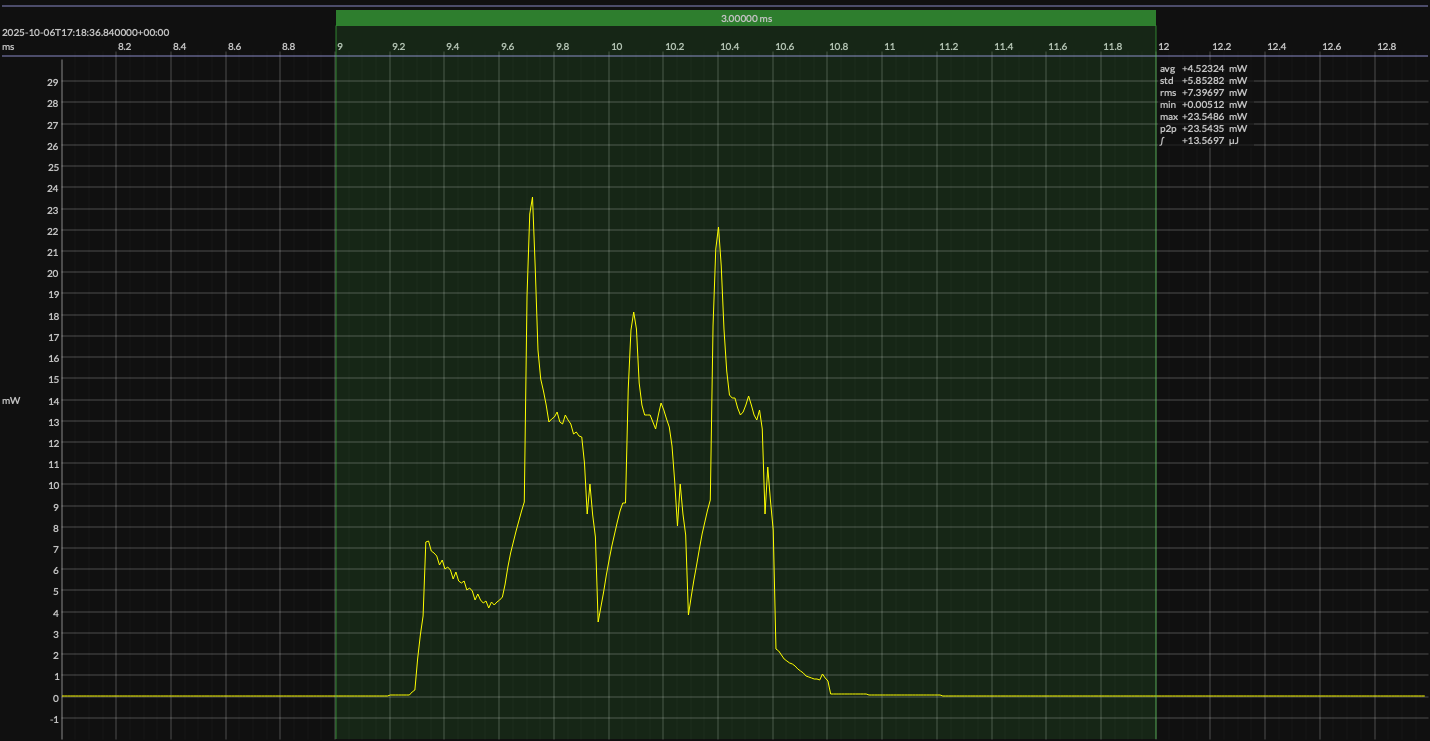 3.00000 ms
2025-10-06T17:18:36.840000+00:00
ms 8.2 8.4 8.6 8.8 9 9.2 9.4 9.6 9.8 10 10.2 10.4 10.6 10.8 11 11.2 11.4 11.6 11.8 12 12.2 12.4 12.6 12.8
avg +4.52324 mW
std +5.85282 mW
rms +7.39697 mW
min +0.00512 mW
max +23.5486 mW
p2p +23.5435 mW
∫ +13.5697 µJ
29
28
27
26
25
24
23
22
21
20
19
18
17
16
15
mW 14
13
12
11
10
9
8
7
6
5
4
3
2
1
0
-1